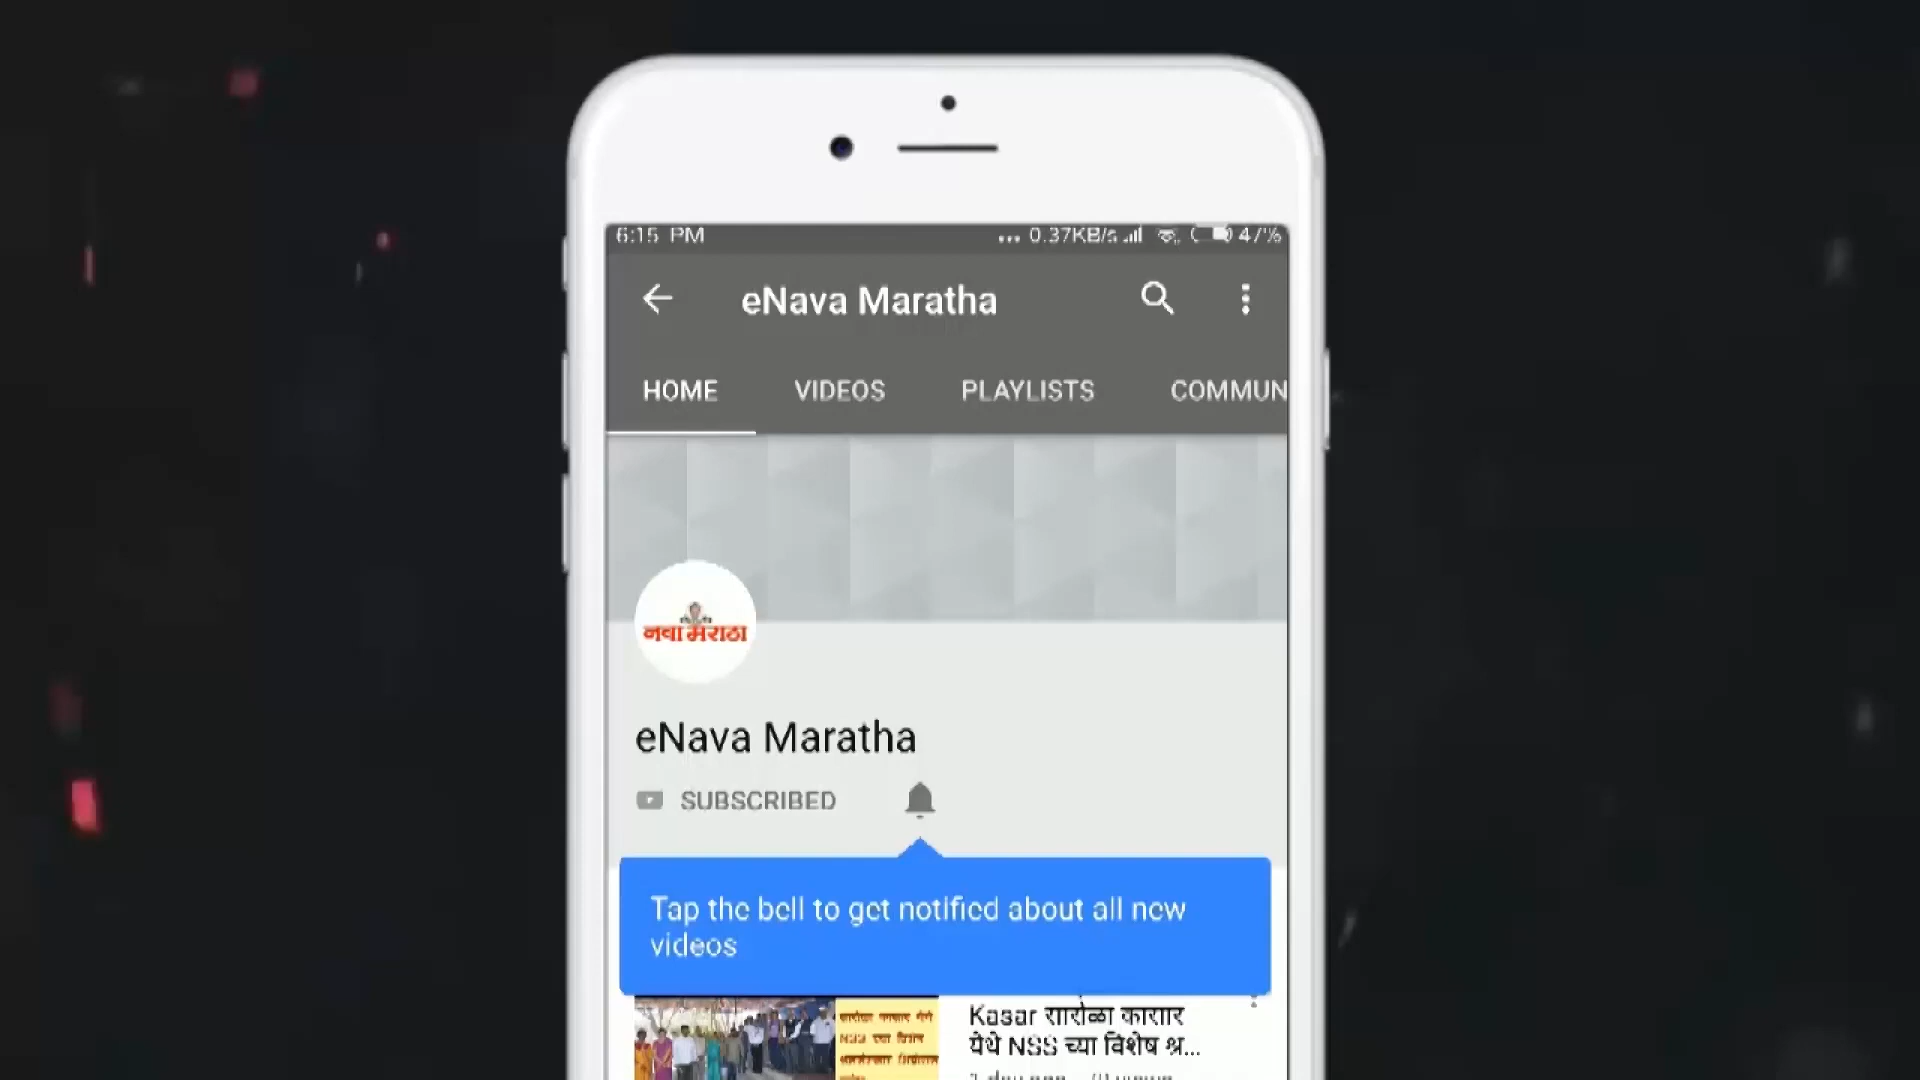 6:15 PM
0.37KB/s 47%
eNava Maratha
HOME VIDEOS PLAYLISTS COMMUN
नवा मराठा
eNava Maratha
SUBSCRIBED
Tap the bell to get notified about all new
videos
Kasar सारोळा कासार
येथे NSS च्या विशेष श्र...
NSS च्या विशेष